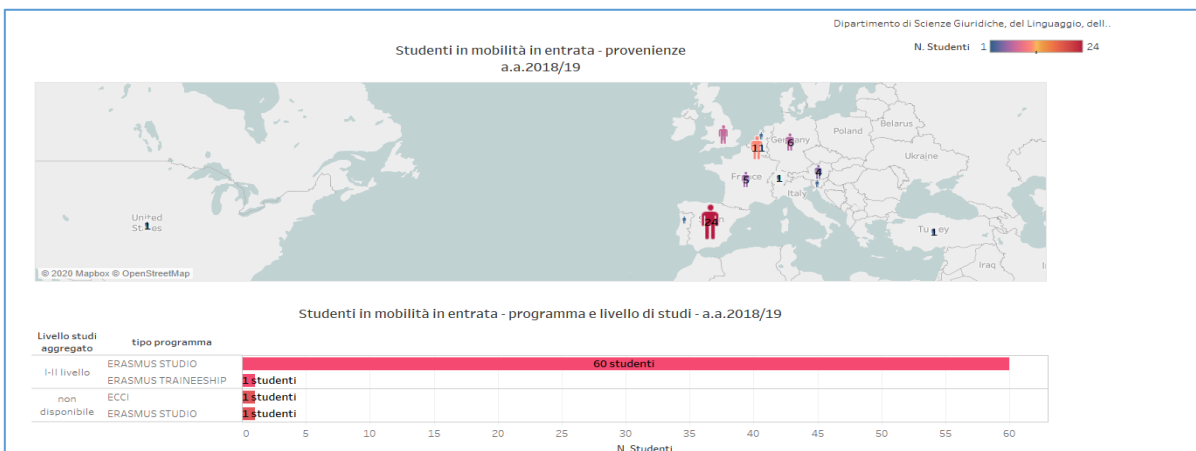 Dipartimento di Scienze Giuridiche, del Linguaggio, dell..
Studenti in mobilità in entrata - provenienze
a.a.2018/19
N. Studenti 1 24
Poland
Belarus
Germany
Ukraine
11
6
France
5
1
4
Italy
United
States
1
24
Turkey
1
Iraq
© 2020 Mapbox © OpenStreetMap
Studenti in mobilità in entrata - programma e livello di studi - a.a.2018/19
Livello studi
aggregato
tipo programma
I-II livello
ERASMUS STUDIO
60 studenti
ERASMUS TRAINEESHIP
1 studenti
non
disponibile
ECCI
1 studenti
ERASMUS STUDIO
1 studenti
0 5 10 15 20 25 30 35 40 45 50 55 60
N. Studenti